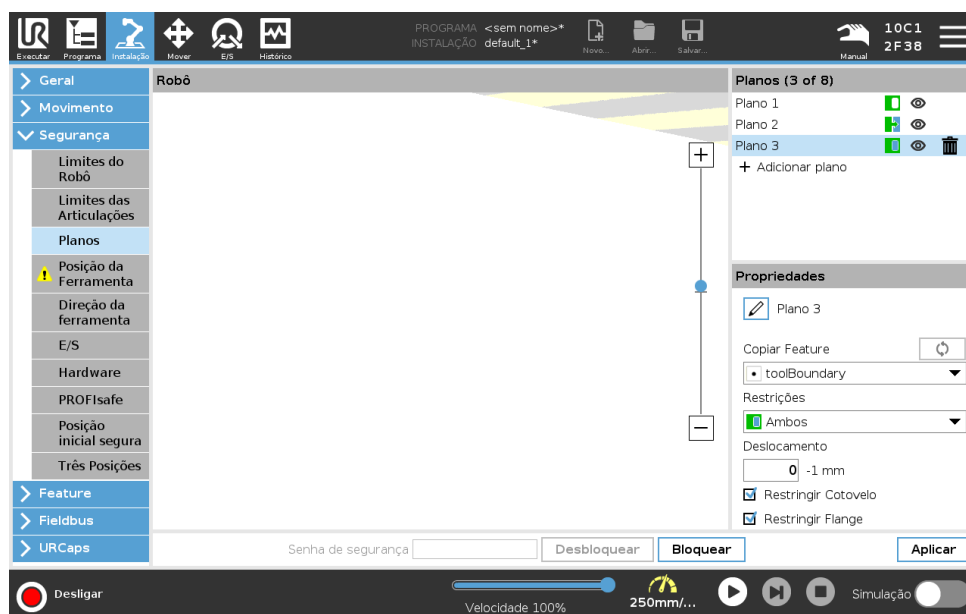 PROGRAMA <sem nome>*
INSTALAÇÃO default_1*
Executar Programa Instalação Mover E/S Histórico Novo... Abrir... Salvar... Manual
10C1
2F38
Geral
Movimento
Segurança
Limites do
Robô
Limites das
Articulações
Planos
Posição da
Ferramenta
Direção da
ferramenta
E/S
Hardware
PROFIsafe
Posição
inicial segura
Três Posições
Feature
Fieldbus
URCaps
Robô
Planos (3 of 8)
Plano 1
Plano 2
Plano 3
+ Adicionar plano
Propriedades
Plano 3
Copiar Feature
toolBoundary
Restrições
Ambos
Deslocamento
0 -1 mm
Restringir Cotovelo
Restringir Flange
Senha de segurança Desbloquear Bloquear Aplicar
Desligar
Velocidade 100%
250mm/...
Simulação